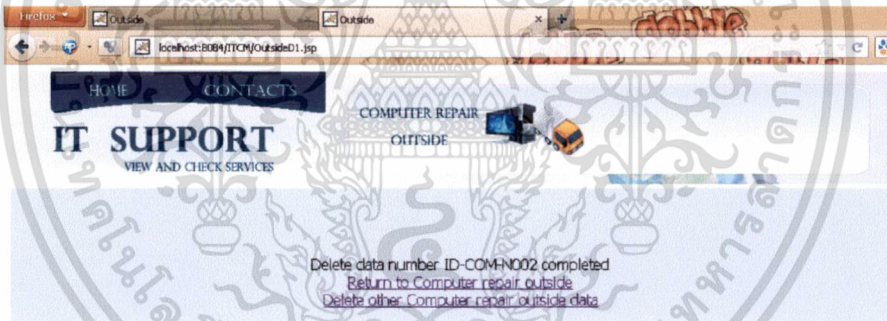 Firefox
Outside
Outside
localhost:8084/ITCM/OutsideD1.jsp
HOME
CONTACTS
IT SUPPORT
VIEW AND CHECK SERVICES
COMPUTER REPAIR
OUTSIDE
Delete data number ID-COM-N002 completed
Return to Computer repair outside
Delete other Computer repair outside data